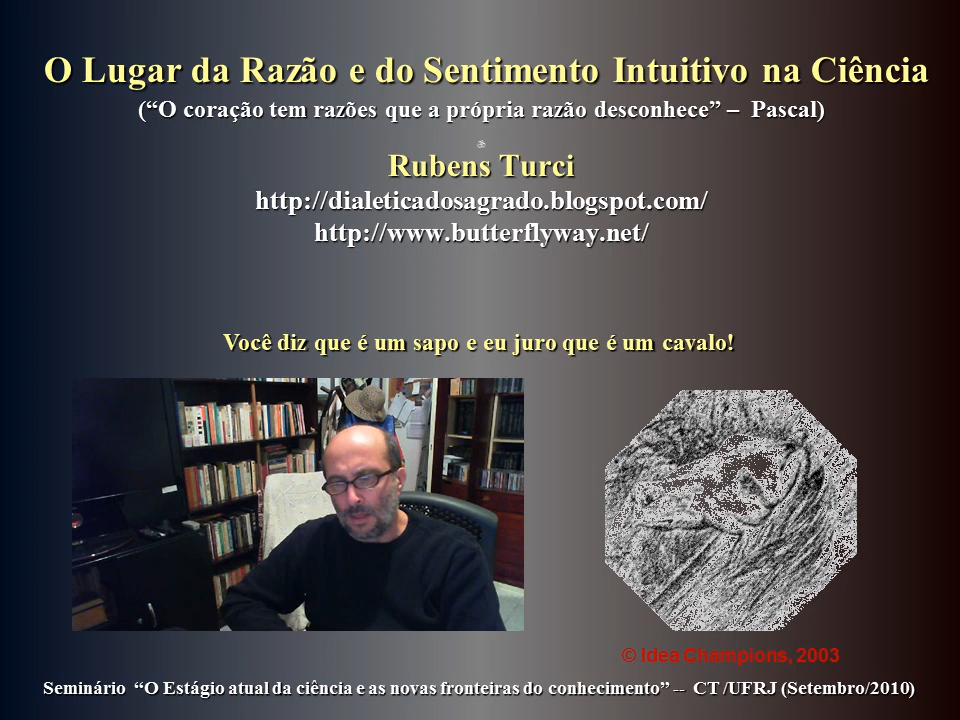 O Lugar da Razão e do Sentimento Intuitivo na Ciência
(“O coração tem razões que a própria razão desconhece” – Pascal)
Rubens Turci
http://dialeticadosagrado.blogspot.com/
http://www.butterflyway.net/
Você diz que é um sapo e eu juro que é um cavalo!
© Idea Champions, 2003
Seminário “O Estágio atual da ciência e as novas fronteiras do conhecimento” -- CT /UFRJ (Setembro/2010)